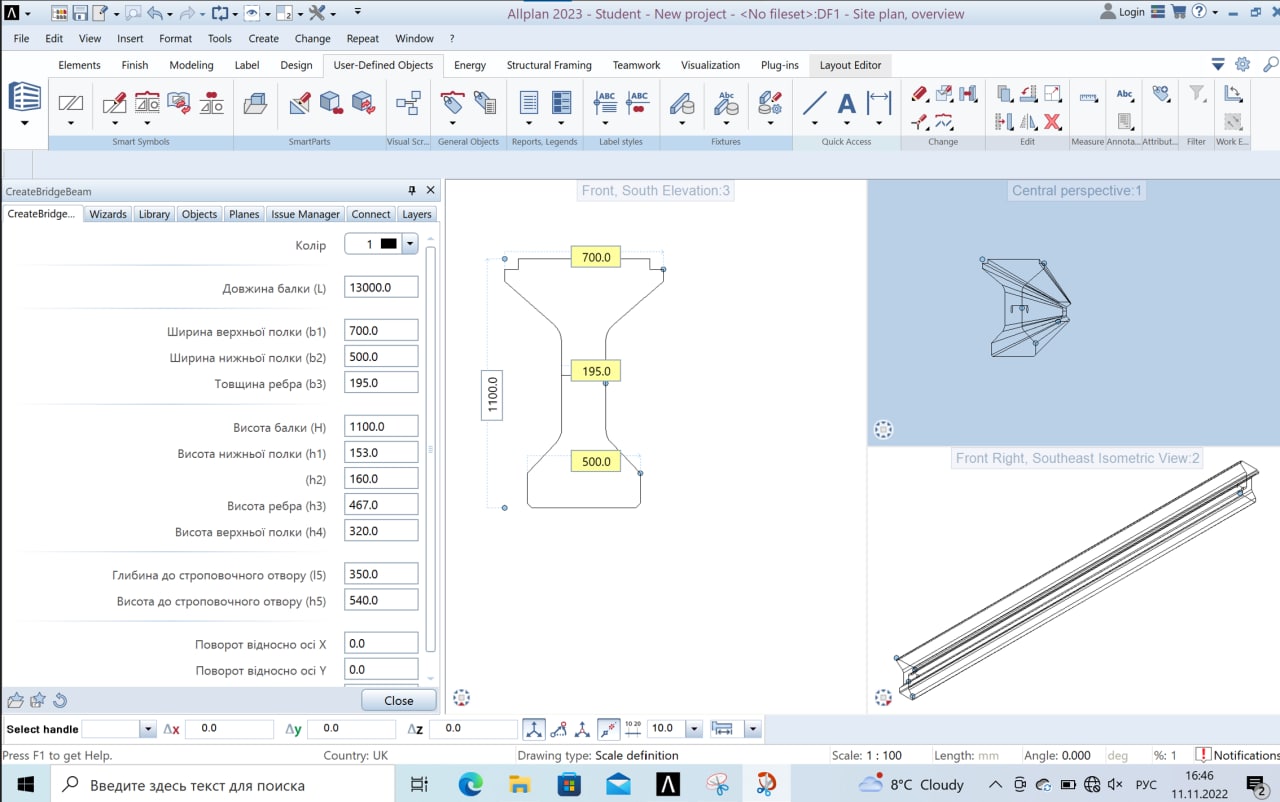 Allplan 2023 - Student - New project - <No fileset>:DF1 - Site plan, overview
Login
File Edit View Insert Format Tools Create Change Repeat Window ?
Elements Finish Modeling Label Design User-Defined Objects Energy Structural Framing Teamwork Visualization Plug-ins Layout Editor
ABC ABC Abc A Abc
Smart Symbols SmartParts Visual Scr... General Objects Reports, Legends Label styles Fixtures Quick Access Change Edit Measure Annota... Attribut... Filter Work E...
CreateBridgeBeam
CreateBridge... Wizards Library Objects Planes Issue Manager Connect Layers
Колір 1
Довжина балки (L) 13000.0
Ширина верхньої полки (b1) 700.0
Ширина нижньої полки (b2) 500.0
Товщина ребра (b3) 195.0
Висота балки (H) 1100.0
Висота нижньої полки (h1) 153.0
(h2) 160.0
Висота ребра (h3) 467.0
Висота верхньої полки (h4) 320.0
Глибина до строповочного отвору (l5) 350.0
Висота до строповочного отвору (h5) 540.0
Поворот відносно осі X 0.0
Поворот відносно осі Y 0.0
Close
Front, South Elevation:3
700.0
195.0
1100.0
500.0
Central perspective:1
Front Right, Southeast Isometric View:2
Select handle Δx 0.0 Δy 0.0 Δz 0.0 10 20 10.0
Press F1 to get Help. Country: UK Drawing type: Scale definition Scale: 1 : 100 Length: mm Angle: 0.000 deg %: 1 Notifications
Введите здесь текст для поиска
8°C Cloudy
РУС
16:46
11.11.2022
2